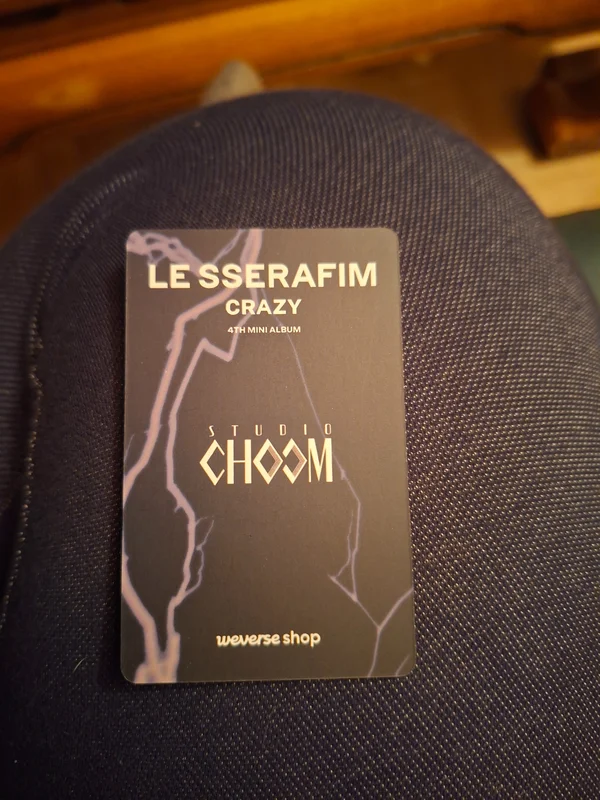 LE SSERAFIM
CRAZY
4TH MINI ALBUM
STUDIO
CHOOM
weverse shop